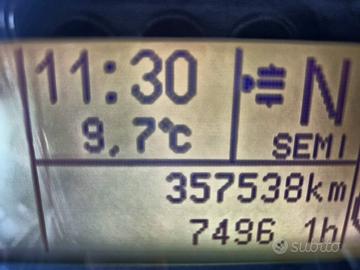 11:30 N
9,7°c SEMI
357538km
7496.1h
subito